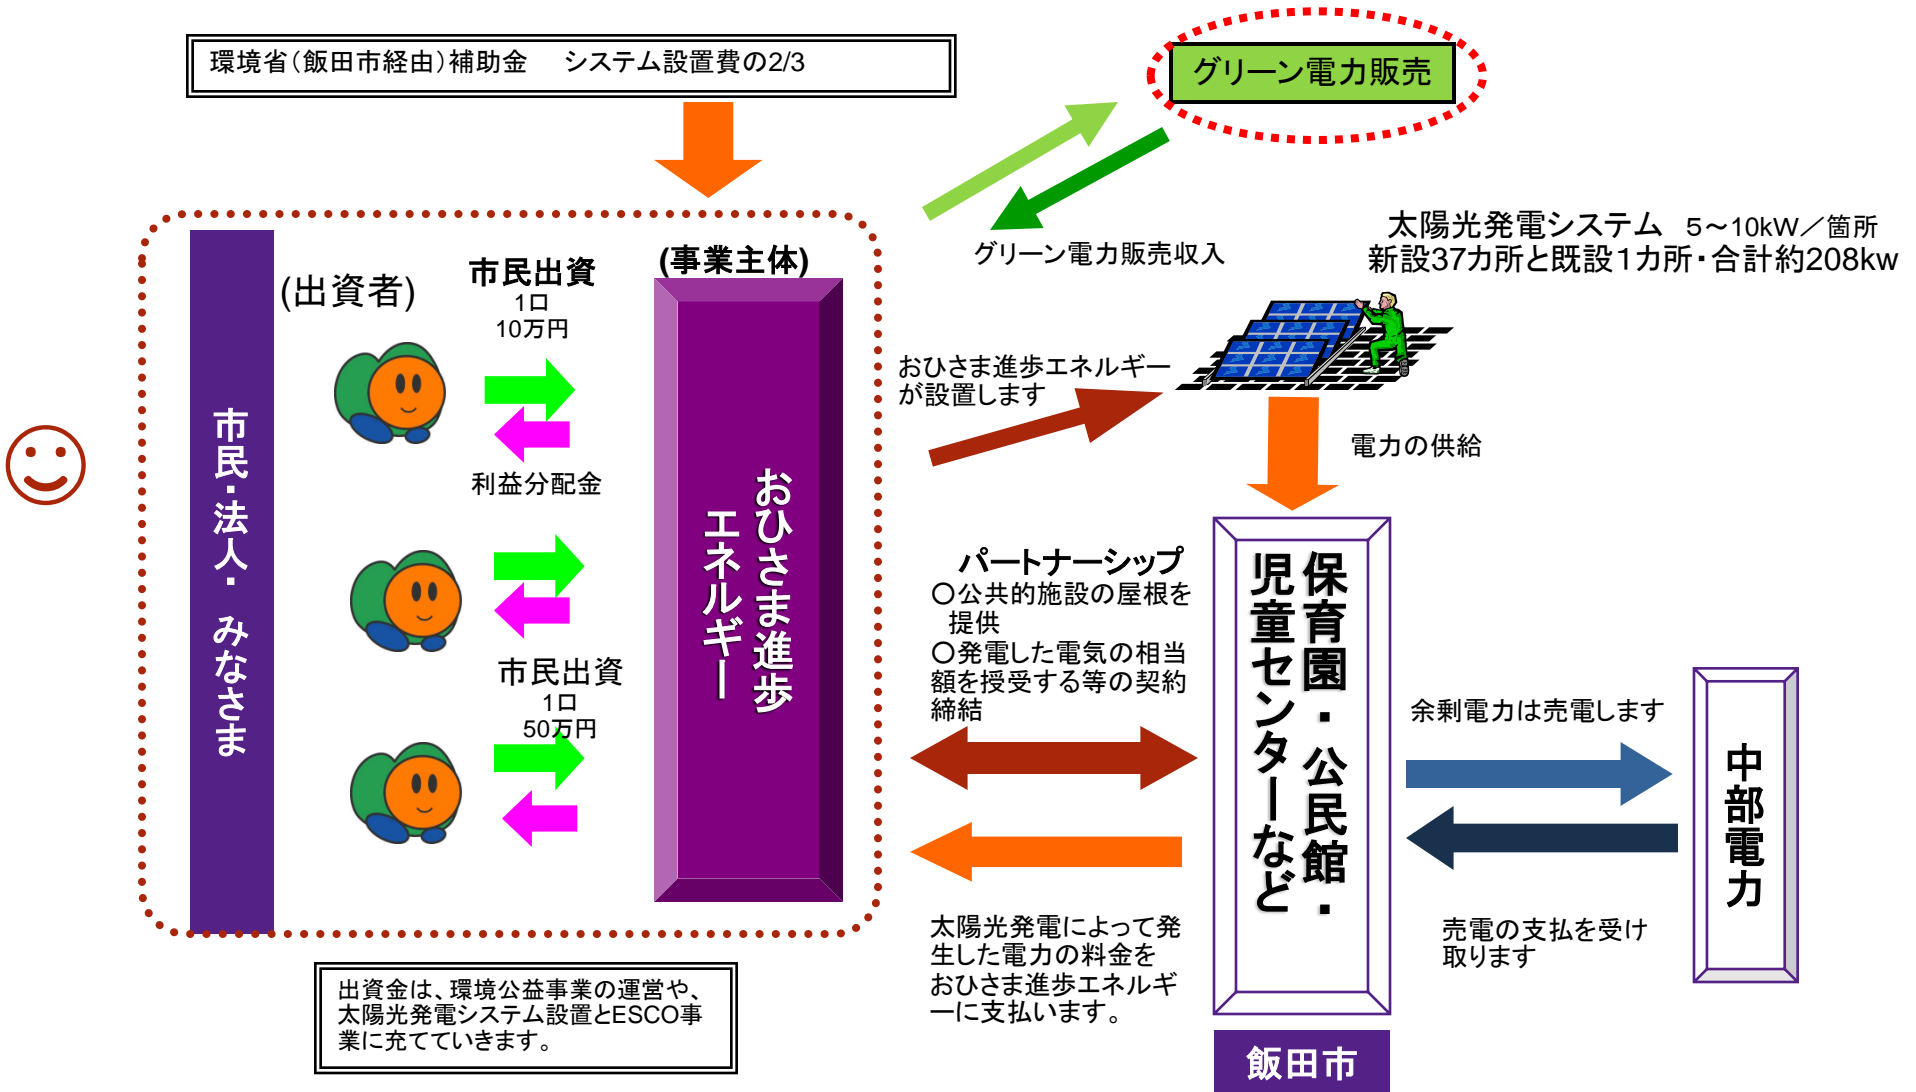 環境省(飯田市経由)補助金　システム設置費の2/3
グリーン電力販売
グリーン電力販売収入
太陽光発電システム　5～10kW／箇所
新設37カ所と既設1カ所・合計約208kw
(出資者)
市民出資
1口
10万円
(事業主体)
おひさま進歩エネルギー
が設置します
電力の供給
利益分配金
市民・法人・ みなさま
おひさま進歩
エネルギー
市民出資
1口
50万円
パートナーシップ
○公共的施設の屋根を
提供
○発電した電気の相当
額を授受する等の契約
締結
保育園・公民館・
児童センターなど
余剰電力は売電します
中部電力
売電の支払を受け
取ります
太陽光発電によって発
生した電力の料金を
おひさま進歩エネルギ
ーに支払います。
出資金は、環境公益事業の運営や、
太陽光発電システム設置とESCO事
業に充てていきます。
飯田市